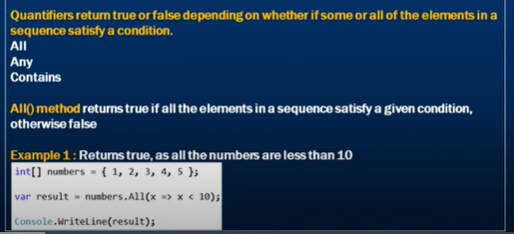 Quantifiers return true or false depending on whether if some or all of the elements in a
sequence satisfy a condition.
All
Any
Contains
All() method returns true if all the elements in a sequence satisfy a given condition,
otherwise false
Example 1 : Returns true, as all the numbers are less than 10
int[] numbers = { 1, 2, 3, 4, 5 };
var result = numbers.All(x => x < 10);
Console.WriteLine(result);